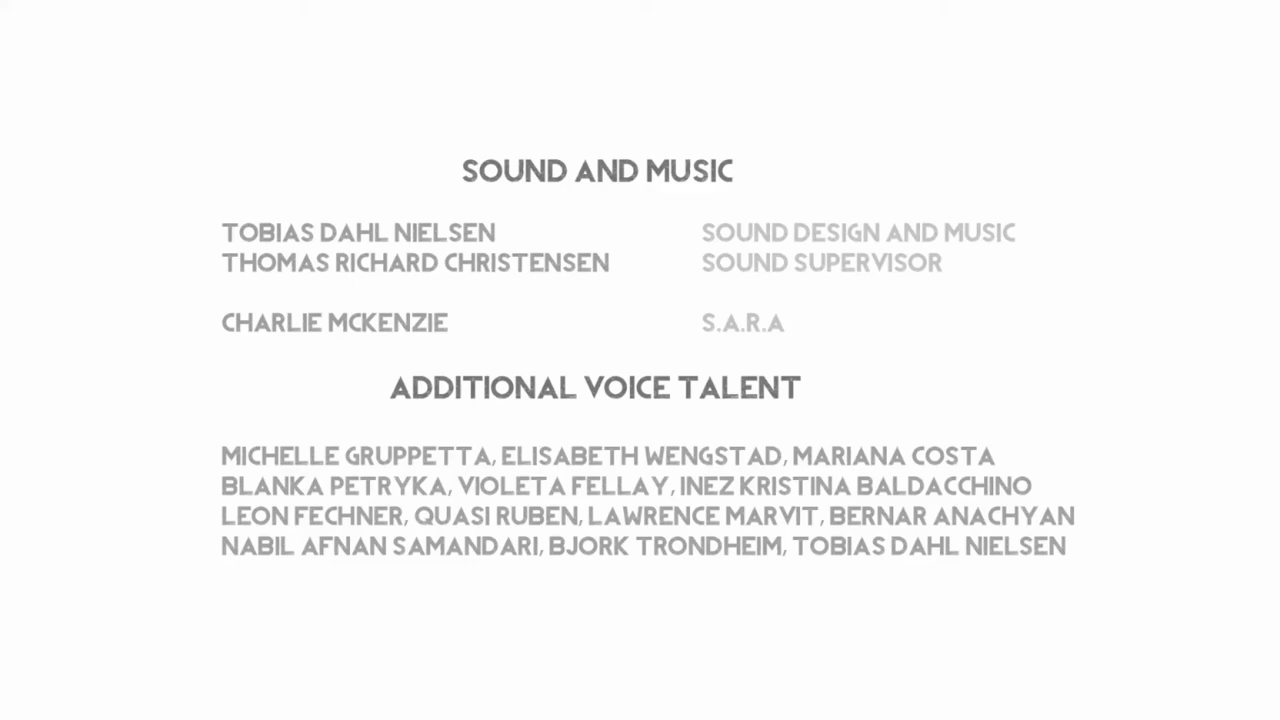 SOUND AND MUSIC
TOBIAS DAHL NIELSEN SOUND DESIGN AND MUSIC
THOMAS RICHARD CHRISTENSEN SOUND SUPERVISOR
CHARLIE MCKENZIE S.A.R.A
ADDITIONAL VOICE TALENT
MICHELLE GRUPPETTA, ELISABETH WENGSTAD, MARIANA COSTA
BLANKA PETRYKA, VIOLETA FELLAY, INEZ KRISTINA BALDACCHINO
LEON FECHNER, QUASI RUBEN, LAWRENCE MARVIT, BERNAR ANACHYAN
NABIL AFNAN SAMANDARI, BJORK TRONDHEIM, TOBIAS DAHL NIELSEN